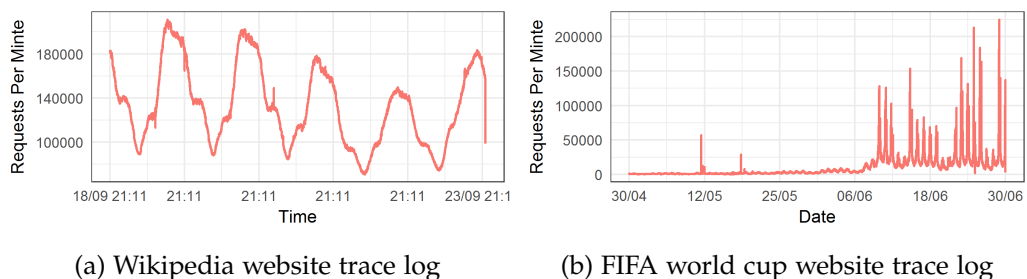 Requests Per Minte
180000
140000
100000
18/09 21:11 21:11 21:11 21:11 21:11 23/09 21:1
Time
(a) Wikipedia website trace log
Requests Per Minte
200000
150000
100000
50000
0
30/04 12/05 25/05 06/06 18/06 30/06
Date
(b) FIFA world cup website trace log